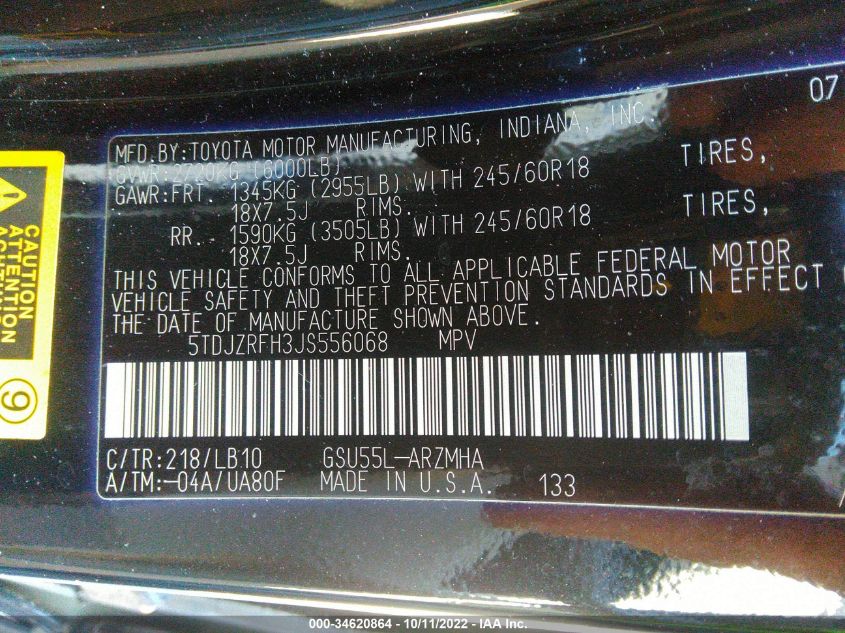 07
MFD.BY:TOYOTA MOTOR MANUFACTURING, INDIANA, INC.
GVWR:2720KG (6000LB)
GAWR:FRT. 1345KG (2955LB) WITH 245/60R18 TIRES,
18X7.5J RIMS.
RR. 1590KG (3505LB) WITH 245/60R18 TIRES,
18X7.5J RIMS.
THIS VEHICLE CONFORMS TO ALL APPLICABLE FEDERAL MOTOR
VEHICLE SAFETY AND THEFT PREVENTION STANDARDS IN EFFECT
THE DATE OF MANUFACTURE SHOWN ABOVE.
5TDJZRFH3JS556068 MPV
C/TR:218/LB10 GSU55L-ARZMHA
A/TM:-04A/UA80F MADE IN U.S.A. 133
CAUTION
ATTENTION
9
000-34620864 - 10/11/2022 - IAA Inc.